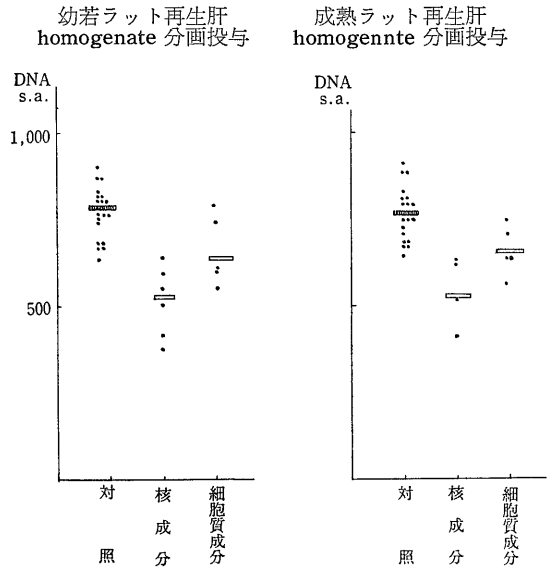 幼若ラット再生肝
homogenate 分画投与
DNA
s.a.
1,000
500
対照
核成分
細胞質成分
成熟ラット再生肝
homogennte 分画投与
DNA
s.a.
対照
核成分
細胞質成分